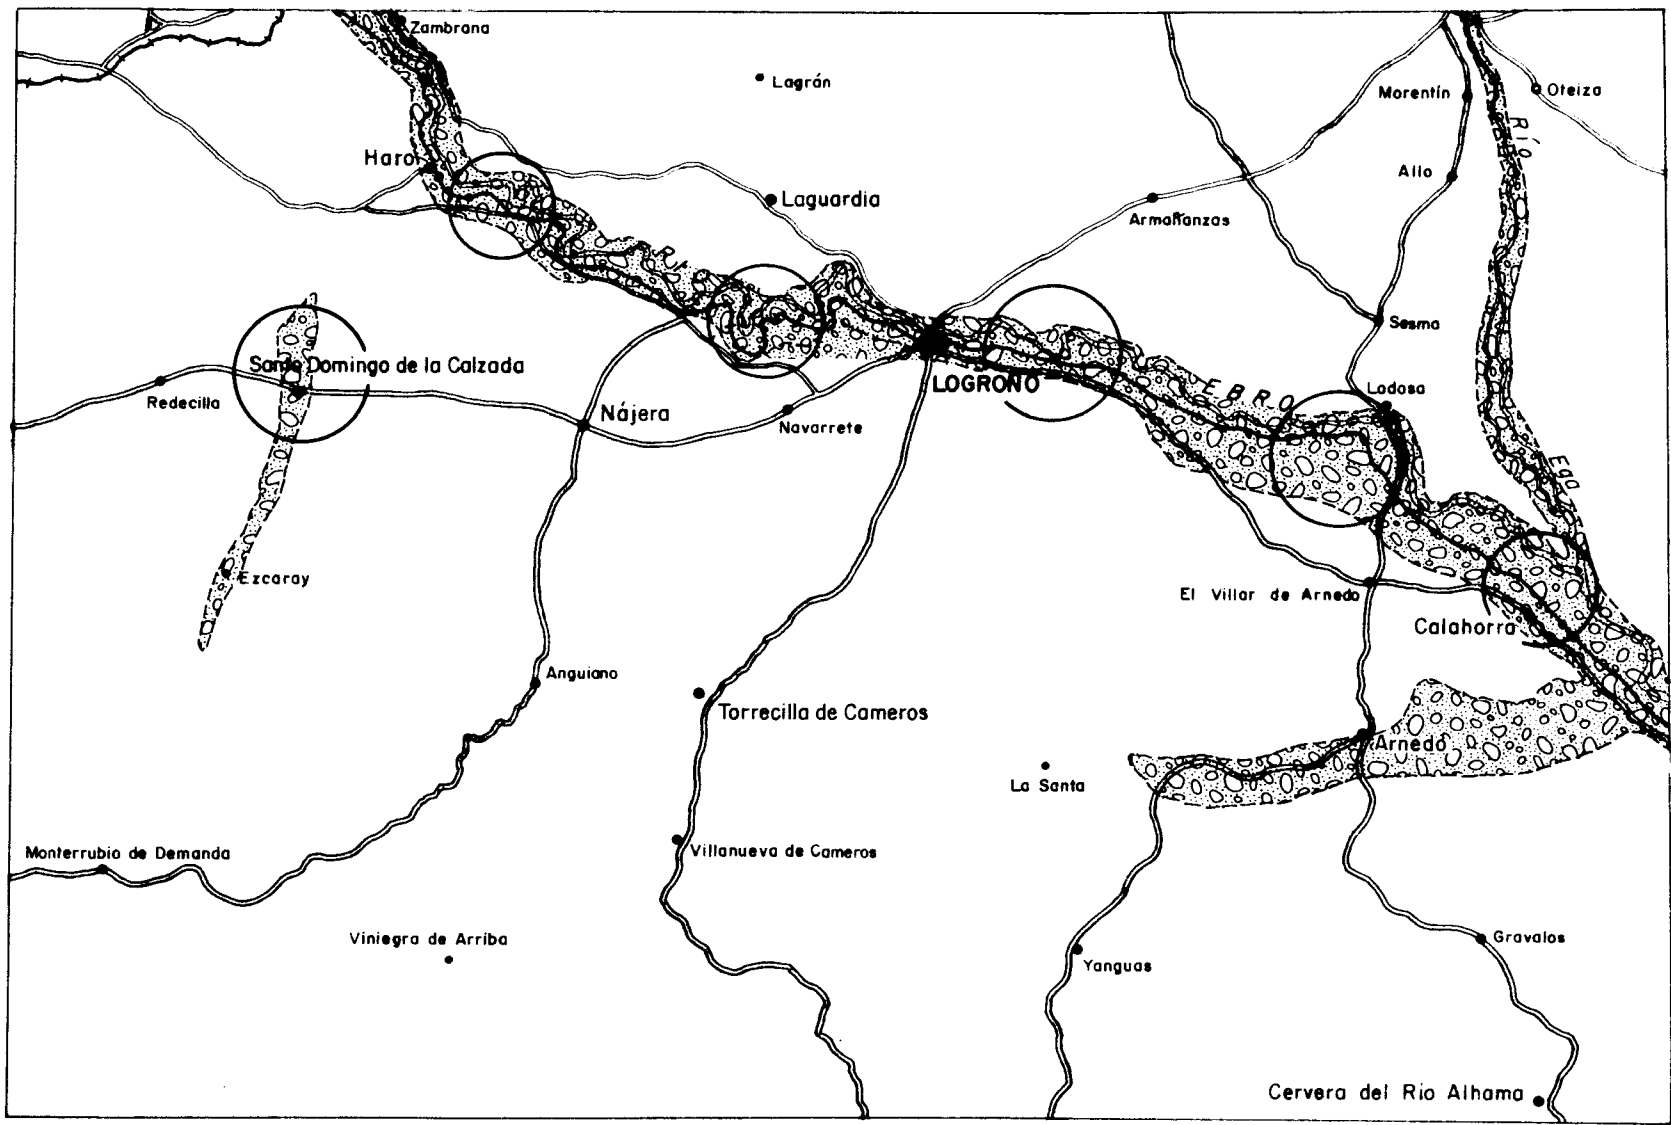 Zambrana
Lagrán
Morentín
Oteiza
RÍO
Haro
Allo
Laguardia
Armañanzas
RIO
Sesma
Santo Domingo de la Calzada
LOGROÑO
EBRO
Lodosa
Redecilla
Nájera
Navarrete
Ega
Ezcaray
El Villar de Arnedo
Calahorra
Anguiano
Torrecilla de Cameros
Arnedo
La Santa
Monterrubio de Demanda
Villanueva de Cameros
Viniegra de Arriba
Gravalos
Yanguas
Cervera del Rio Alhama